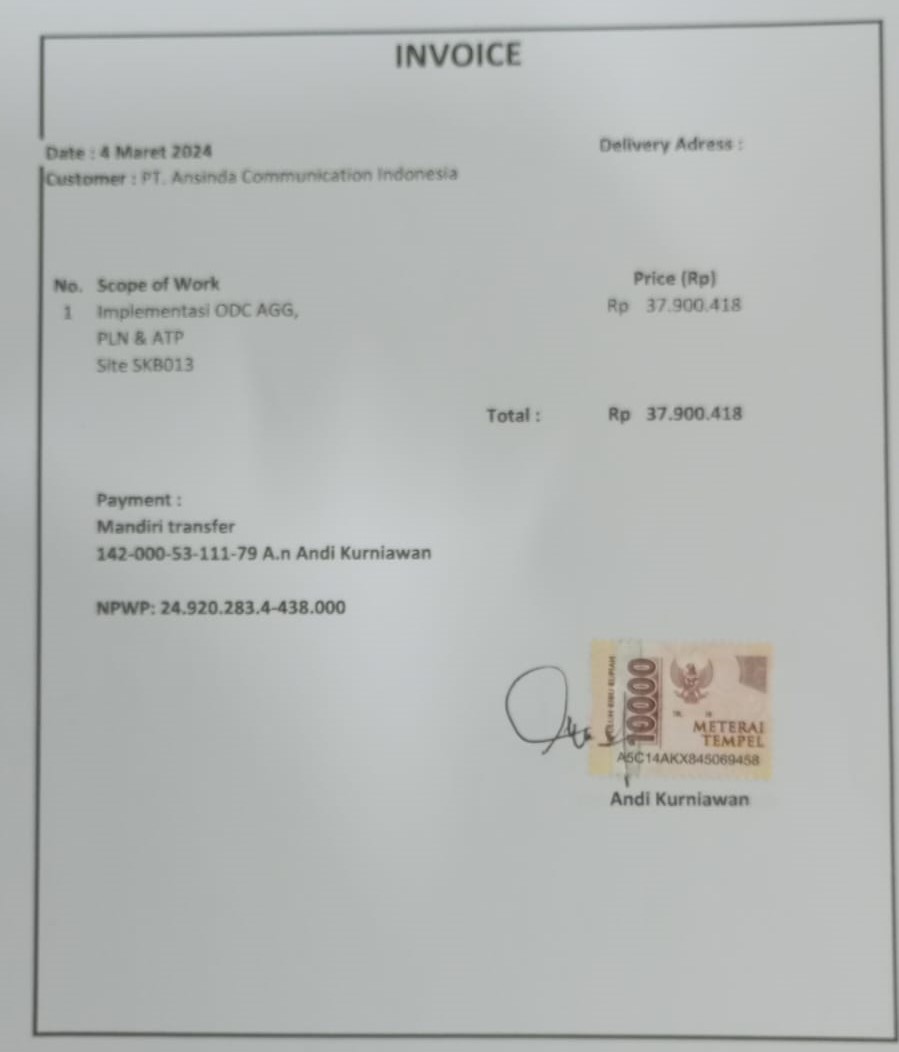 INVOICE
Date : 4 Maret 2024
Delivery Adress :
Customer : PT. Ansinda Communication Indonesia
No. Scope of Work Price (Rp)
1 Implementasi ODC AGG, Rp 37.900.418
PLN & ATP
Site SKB013
Total : Rp 37.900.418
Payment :
Mandiri transfer
142-000-53-111-79 A.n Andi Kurniawan
NPWP: 24.920.283.4-438.000
10000
METERAI
TEMPEL
A5C14AKX845069458
Andi Kurniawan